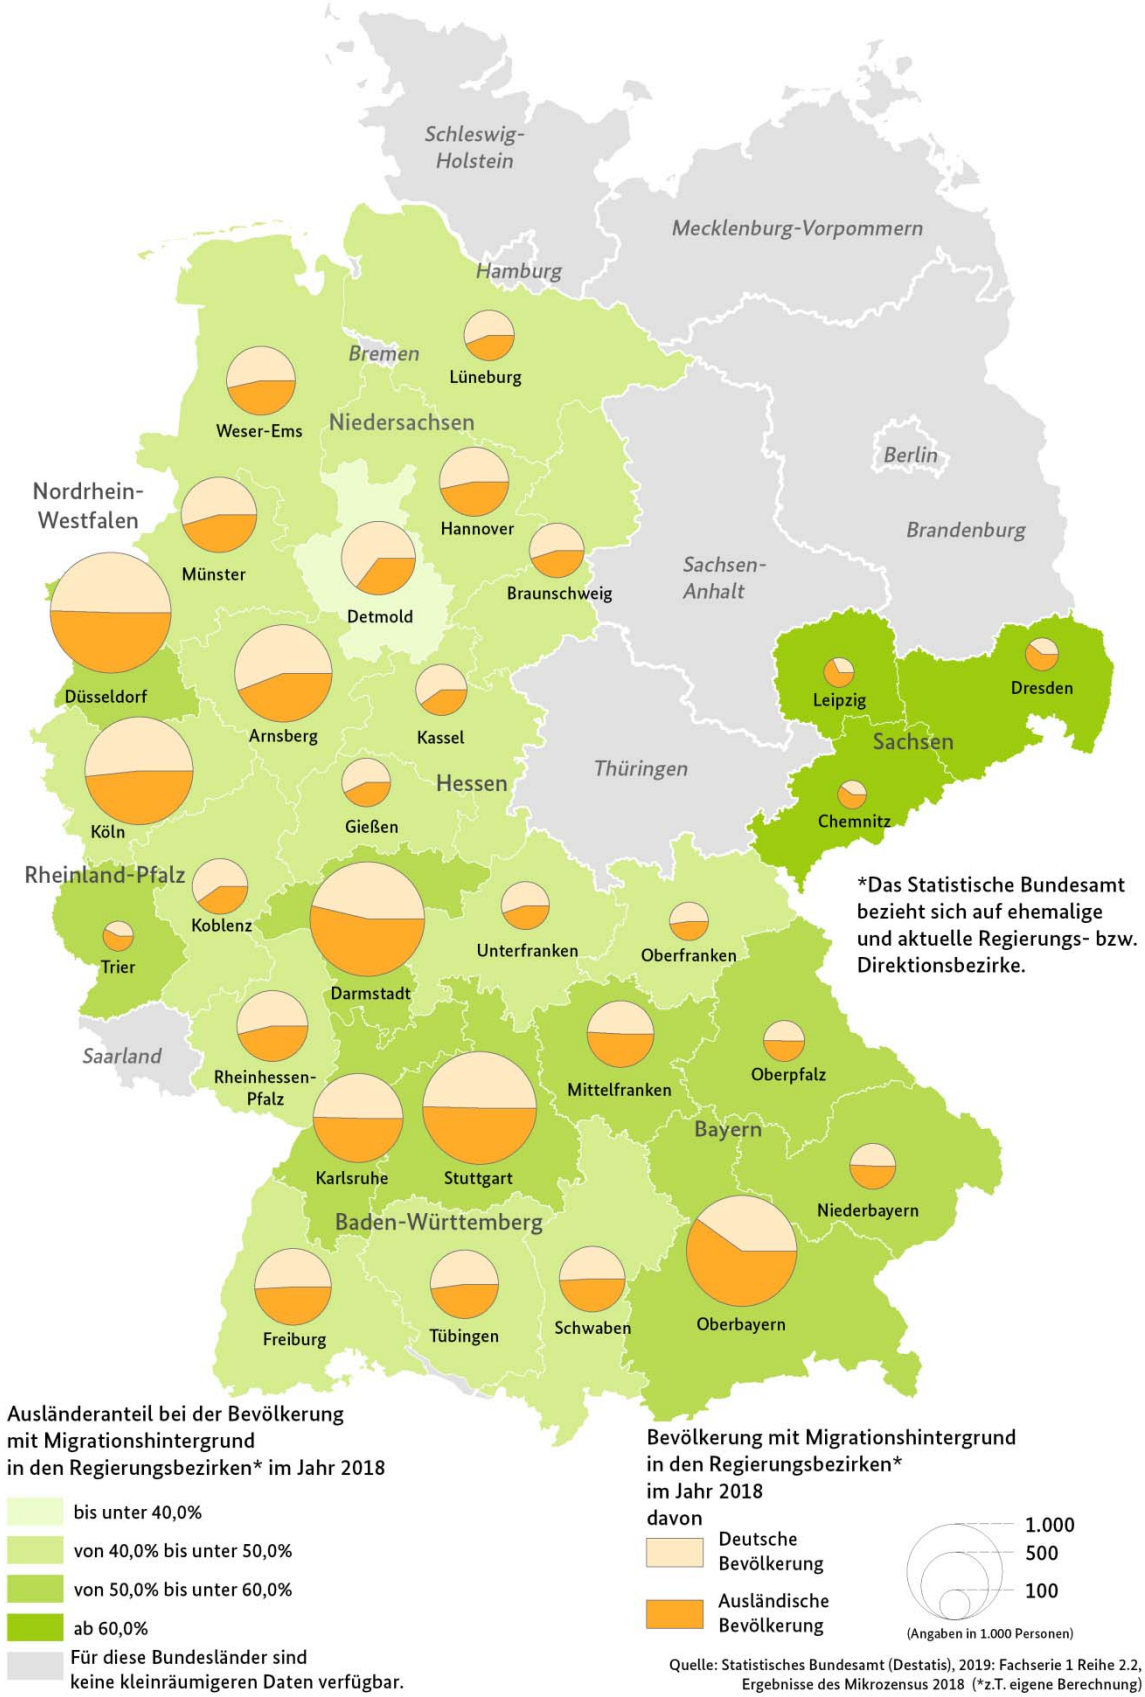 Schleswig-
Holstein
Mecklenburg-Vorpommern
Hamburg
Bremen
Lüneburg
Weser-Ems
Niedersachsen
Berlin
Nordrhein-
Westfalen
Hannover
Brandenburg
Münster
Sachsen-
Anhalt
Braunschweig
Detmold
Düsseldorf
Dresden
Leipzig
Arnsberg
Kassel
Sachsen
Thüringen
Hessen
Gießen
Köln
Chemnitz
Rheinland-Pfalz
Koblenz
*Das Statistische Bundesamt
bezieht sich auf ehemalige
und aktuelle Regierungs- bzw.
Direktionsbezirke.
Unterfranken
Oberfranken
Trier
Darmstadt
Saarland
Rheinhessen-
Pfalz
Oberpfalz
Mittelfranken
Bayern
Karlsruhe
Stuttgart
Niederbayern
Baden-Württemberg
Freiburg
Tübingen
Schwaben
Oberbayern
Ausländeranteil bei der Bevölkerung
mit Migrationshintergrund
in den Regierungsbezirken* im Jahr 2018
bis unter 40,0%
von 40,0% bis unter 50,0%
von 50,0% bis unter 60,0%
ab 60,0%
Für diese Bundesländer sind
keine kleinräumigeren Daten verfügbar.
Bevölkerung mit Migrationshintergrund
in den Regierungsbezirken*
im Jahr 2018
davon
Deutsche
Bevölkerung
Ausländische
Bevölkerung
1.000
500
100
(Angaben in 1.000 Personen)
Quelle: Statistisches Bundesamt (Destatis), 2019: Fachserie 1 Reihe 2.2,
Ergebnisse des Mikrozensus 2018 (*z.T. eigene Berechnung)